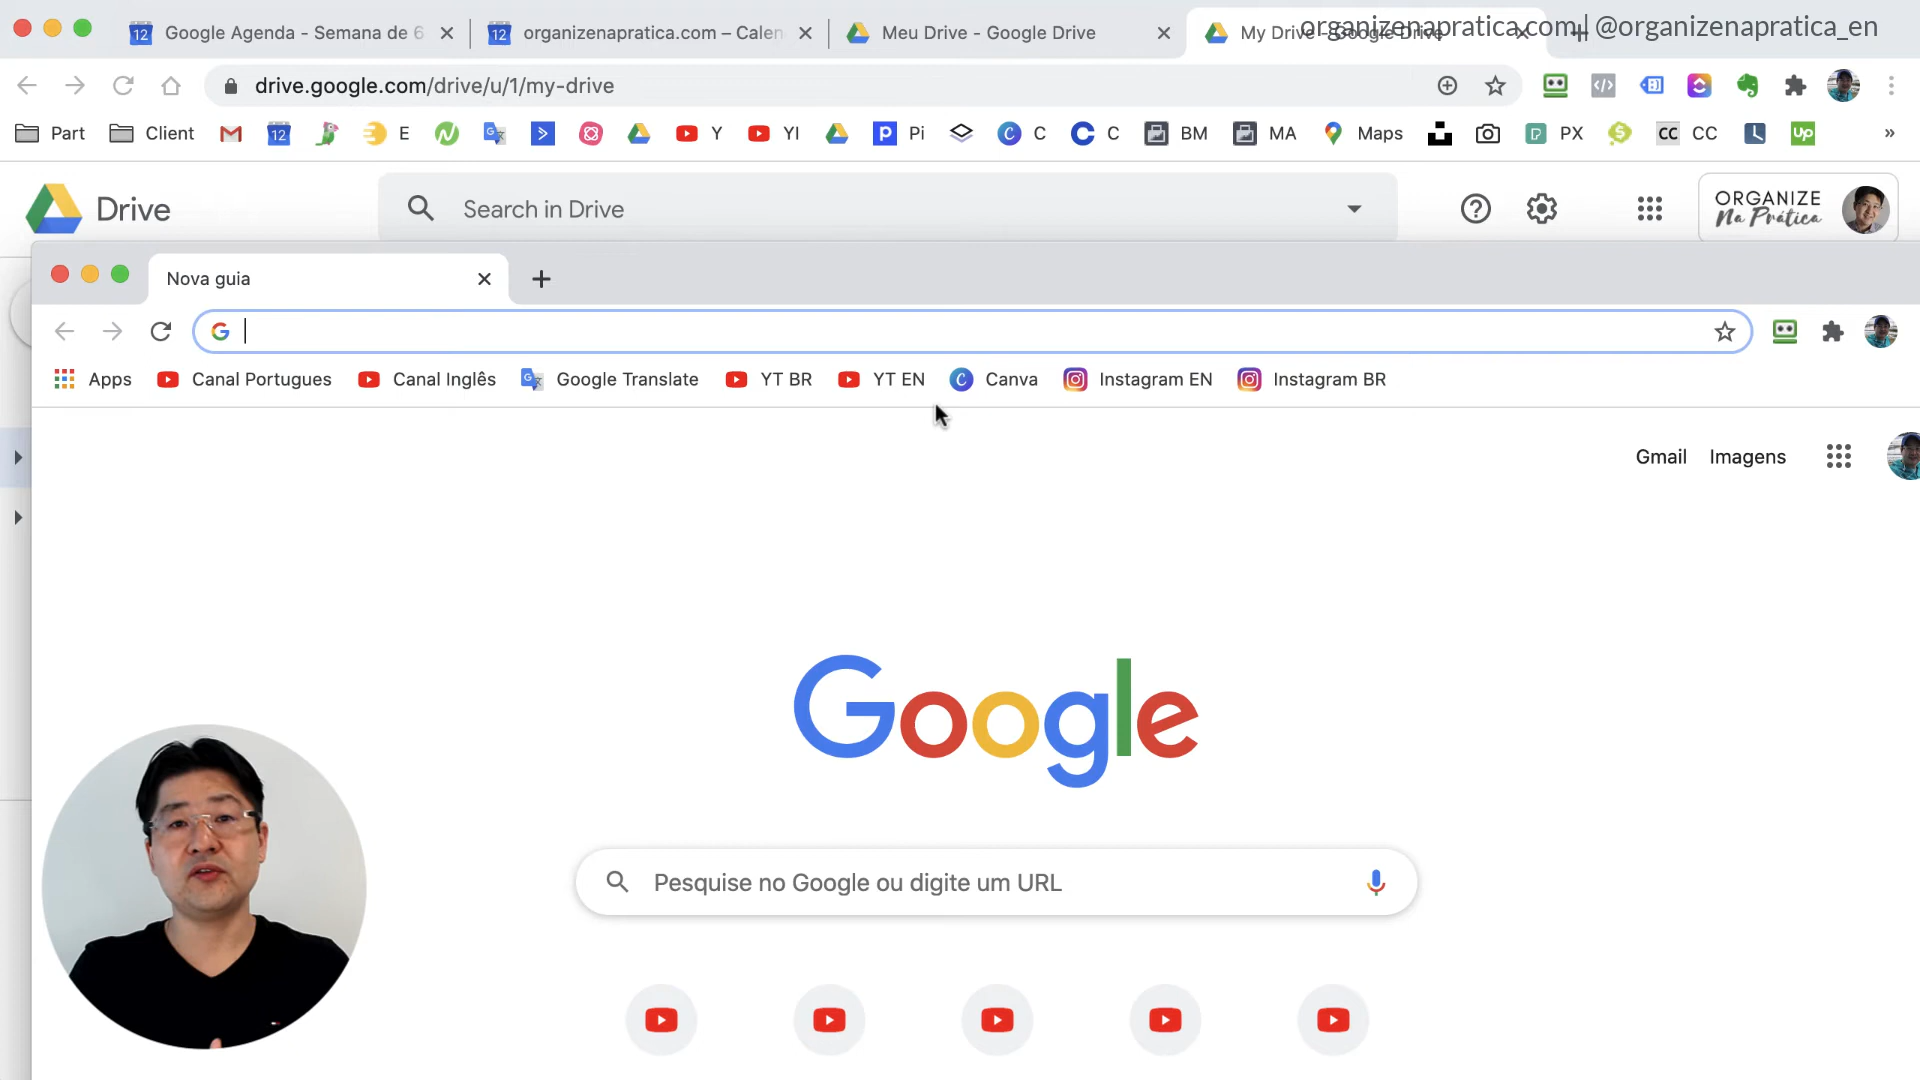 Google Agenda - Semana de 6
organizenapratica.com – Calen
Meu Drive - Google Drive
My Drive - Google Drive
organizenapratica.com | @organizenapratica_en
drive.google.com/drive/u/1/my-drive
Part
Client
12
E
Y
YI
P
Pi
C
C
BM
MA
Maps
PX
CC
CC
Up
Drive
Search in Drive
ORGANIZE
Na Prática
Nova guia
Apps
Canal Portugues
Canal Inglês
Google Translate
YT BR
YT EN
Canva
Instagram EN
Instagram BR
Gmail
Imagens
Google
Pesquise no Google ou digite um URL